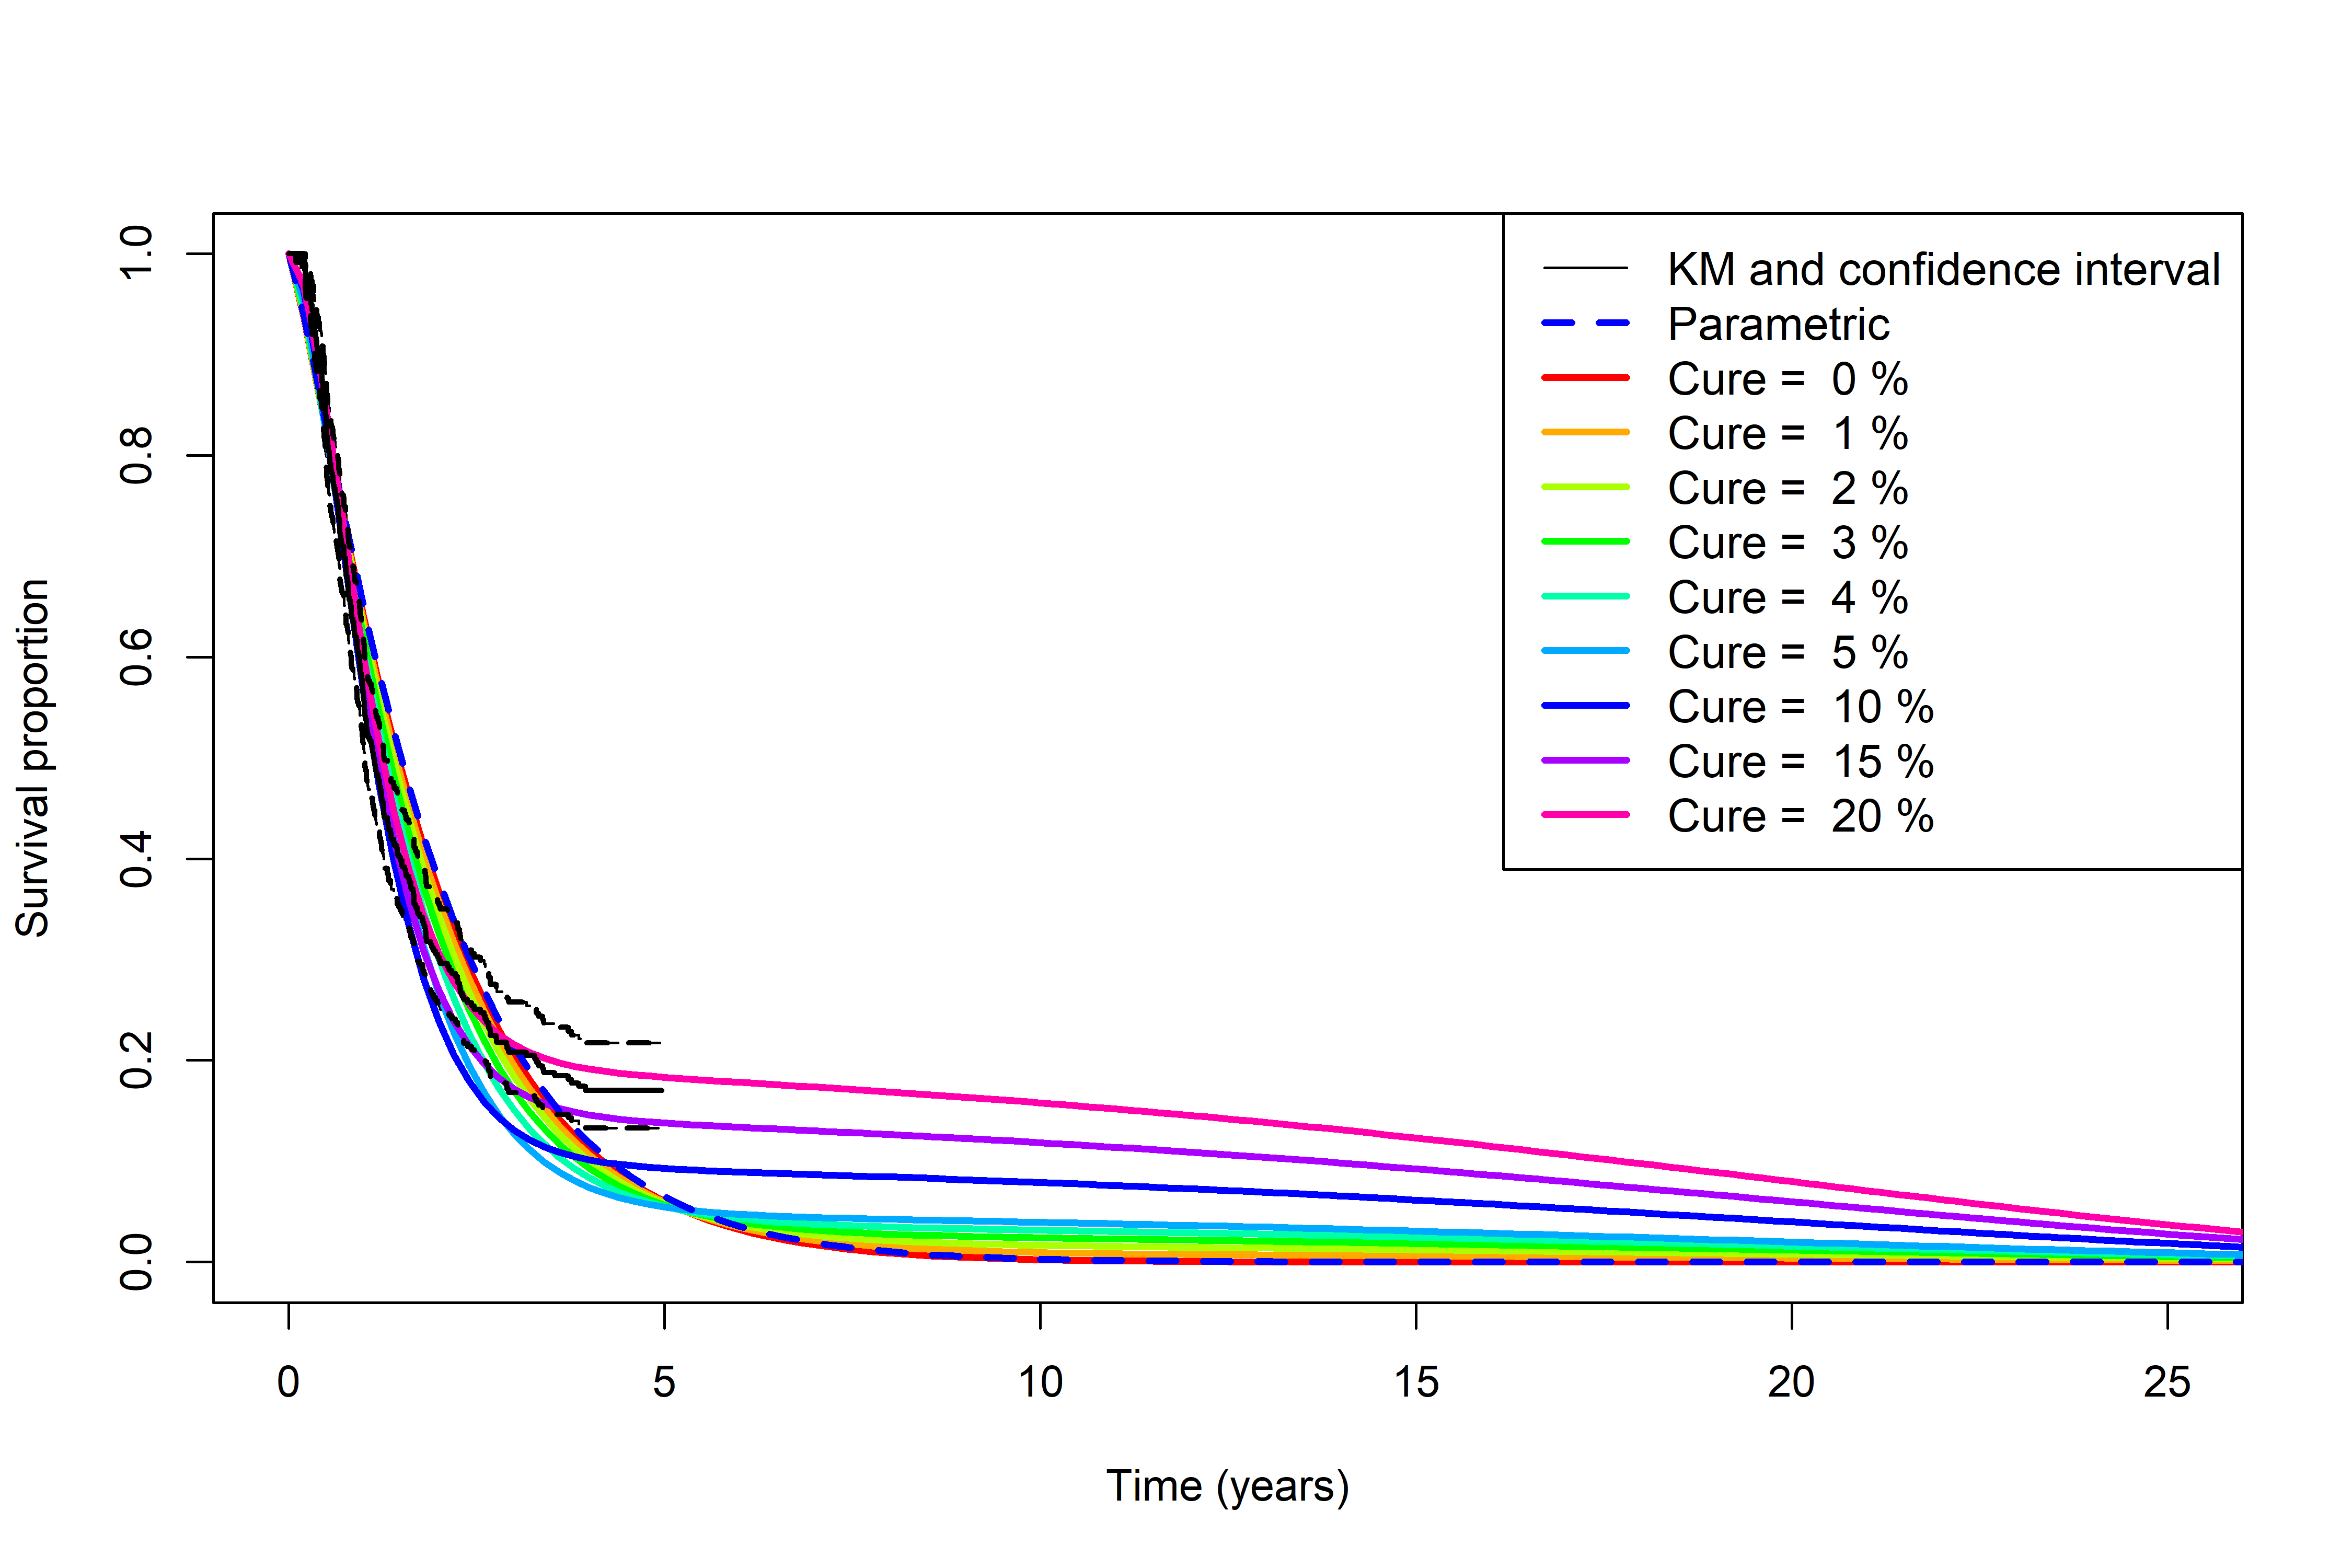 1.0
0.8
0.6
0.4
0.2
0.0
Survival proportion
KM and confidence interval
Parametric
Cure = 0 %
Cure = 1 %
Cure = 2 %
Cure = 3 %
Cure = 4 %
Cure = 5 %
Cure = 10 %
Cure = 15 %
Cure = 20 %
0 5 10 15 20 25
Time (years)